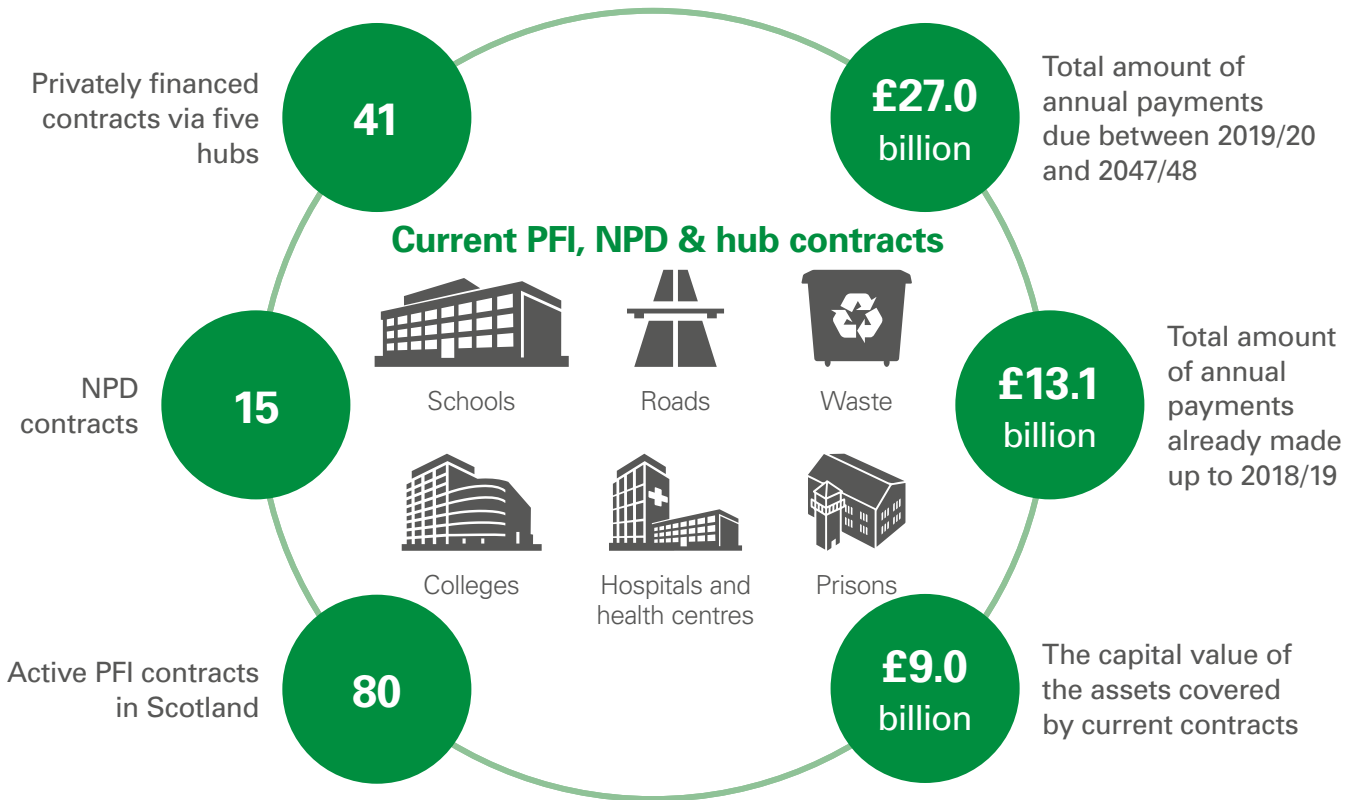 Privately financed
contracts via five
hubs
41
£27.0
billion
Total amount of
annual payments
due between 2019/20
and 2047/48
Current PFI, NPD & hub contracts
Schools
Roads
Waste
NPD
contracts
15
£13.1
billion
Total amount
of annual
payments
already made
up to 2018/19
Colleges
Hospitals and
health centres
Prisons
Active PFI contracts
in Scotland
80
£9.0
billion
The capital value of
the assets covered
by current contracts